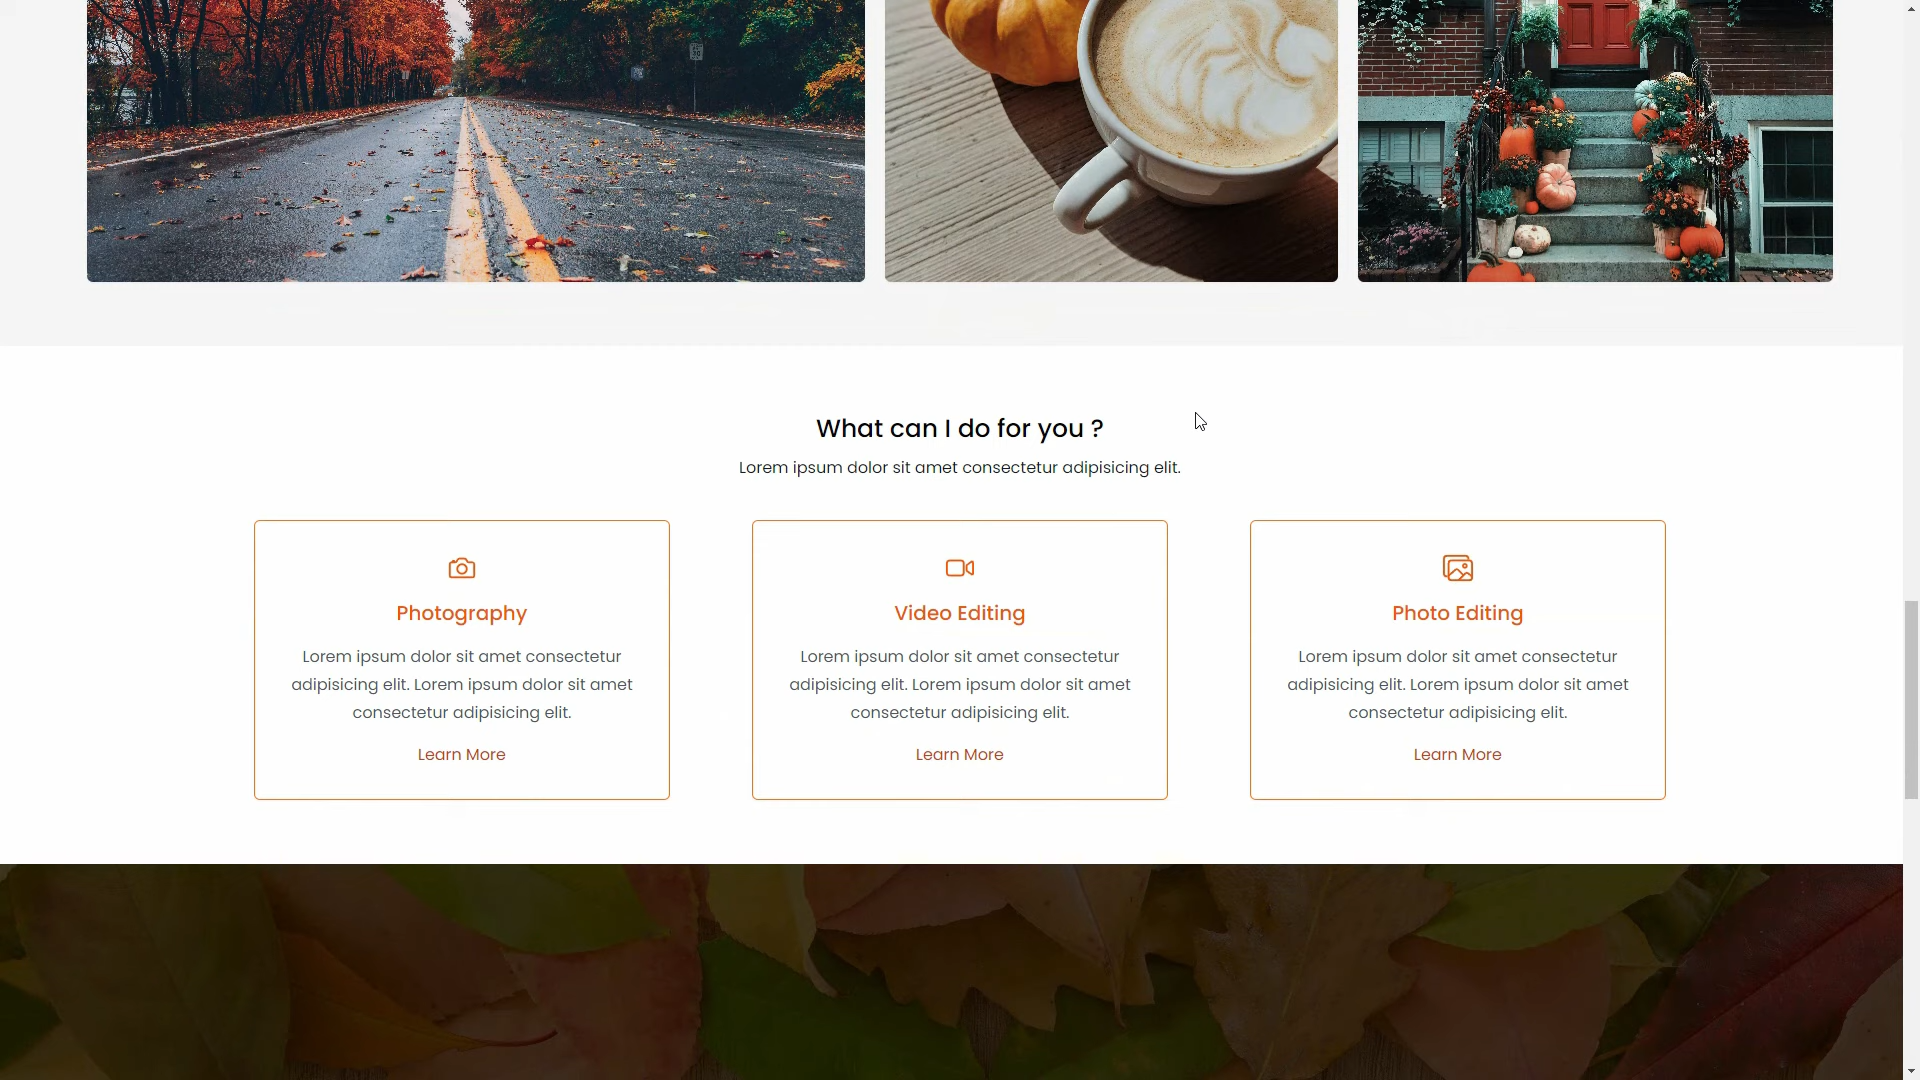 What can I do for you ?
Lorem ipsum dolor sit amet consectetur adipisicing elit.
Photography
Lorem ipsum dolor sit amet consectetur
adipisicing elit. Lorem ipsum dolor sit amet
consectetur adipisicing elit.
Learn More
Video Editing
Lorem ipsum dolor sit amet consectetur
adipisicing elit. Lorem ipsum dolor sit amet
consectetur adipisicing elit.
Learn More
Photo Editing
Lorem ipsum dolor sit amet consectetur
adipisicing elit. Lorem ipsum dolor sit amet
consectetur adipisicing elit.
Learn More